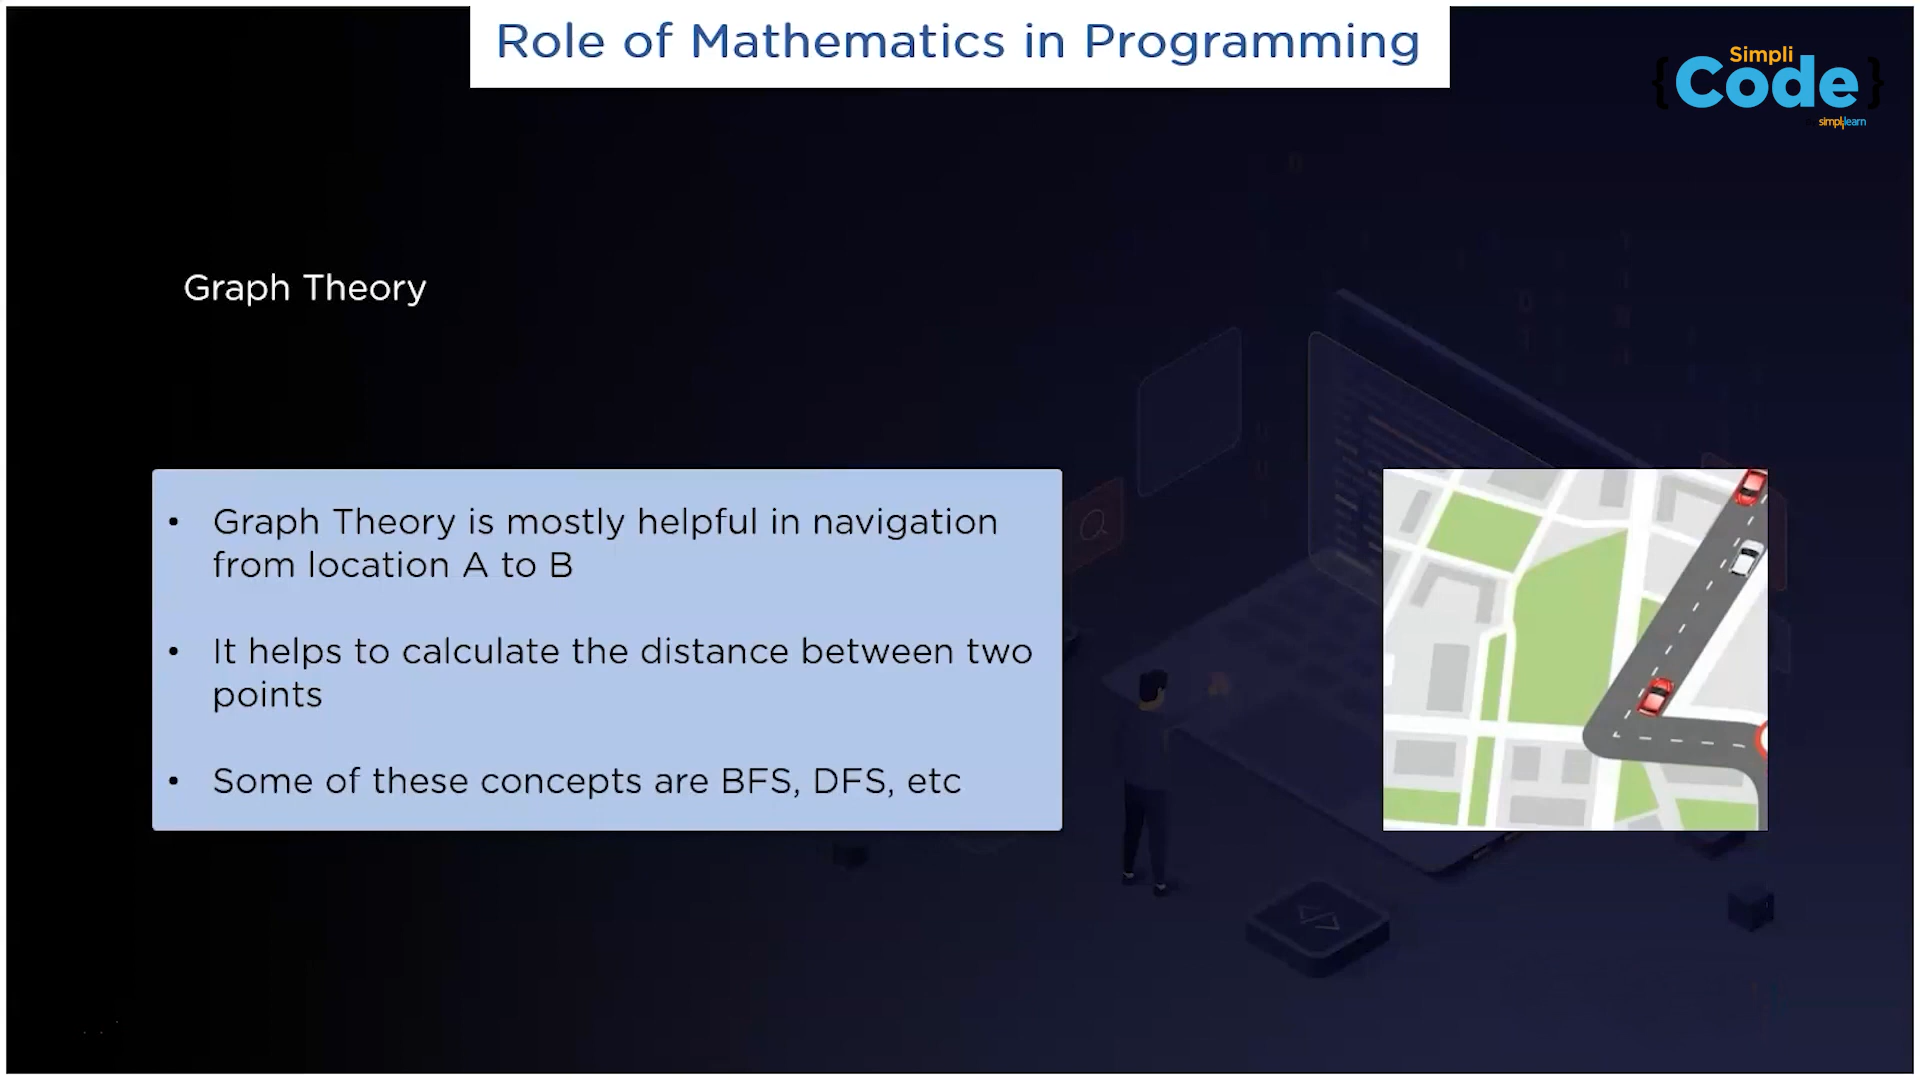 Role of Mathematics in Programming
Simpli
{Code}
simplilearn
Graph Theory
• Graph Theory is mostly helpful in navigation
from location A to B
• It helps to calculate the distance between two
points
• Some of these concepts are BFS, DFS, etc